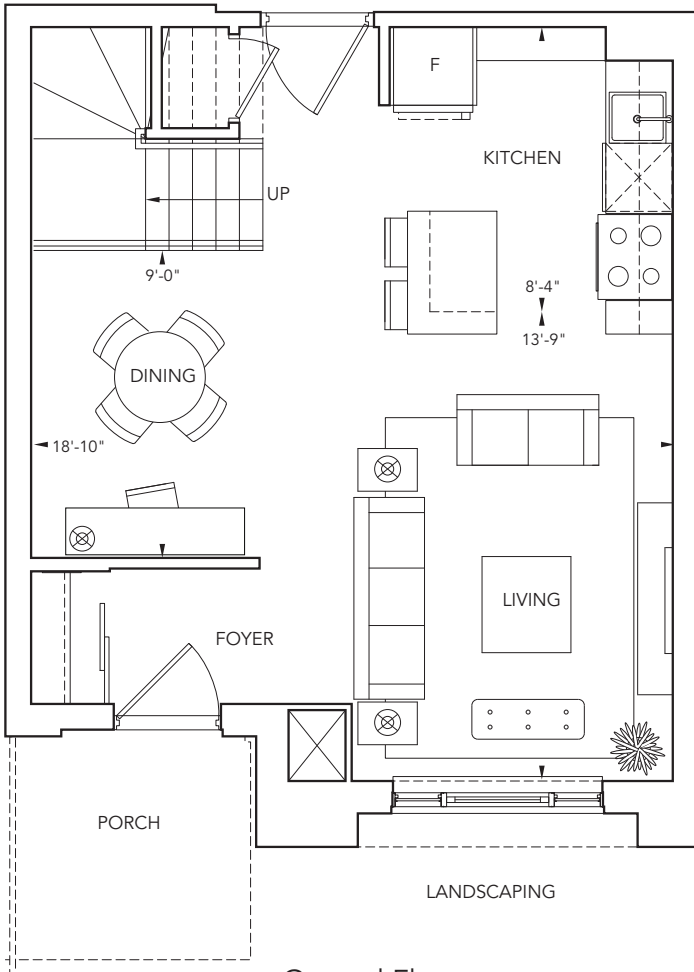 F
KITCHEN
UP
9'-0"
8'-4"
13'-9"
DINING
18'-10"
LIVING
FOYER
PORCH
LANDSCAPING